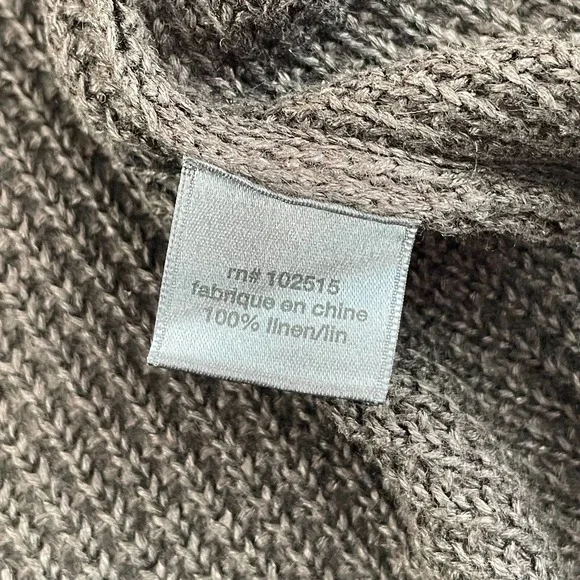 rn# 102515
fabrique en chine
100% linen/lin